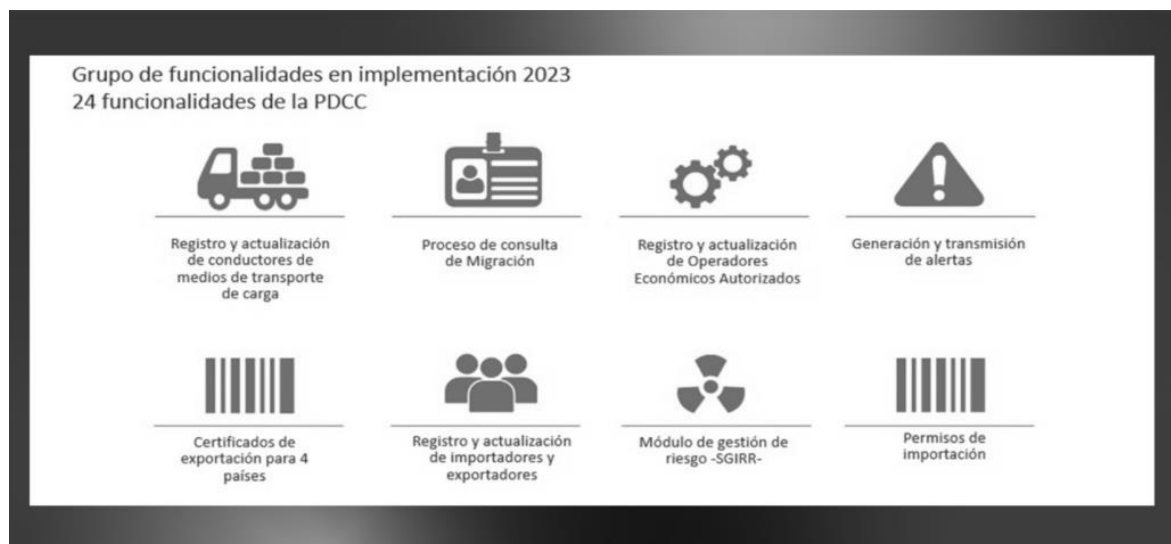 Grupo de funcionalidades en implementación 2023
24 funcionalidades de la PDCC
Registro y actualización
de conductores de
medios de transporte
de carga
Proceso de consulta
de Migración
Registro y actualización
de Operadores
Económicos Autorizados
Generación y transmisión
de alertas
Certificados de
exportación para 4
países
Registro y actualización
de importadores y
exportadores
Módulo de gestión de
riesgo -SGIRR-
Permisos de
importación